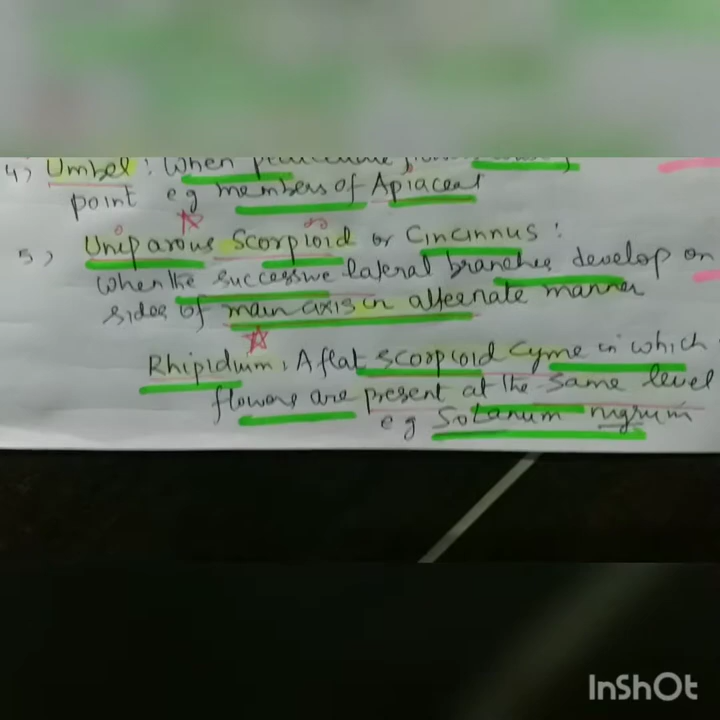 4) Umbel : When
point eg members of Apiaceae
5) Uniparous Scorpioid or Cincinnus :
when the successive lateral branches develop on
sides of main axis in alternate manner
Rhipidium : A flat scorpioid cyme in which
flowers are present at the same level
eg Solanum nigrum
InShOt